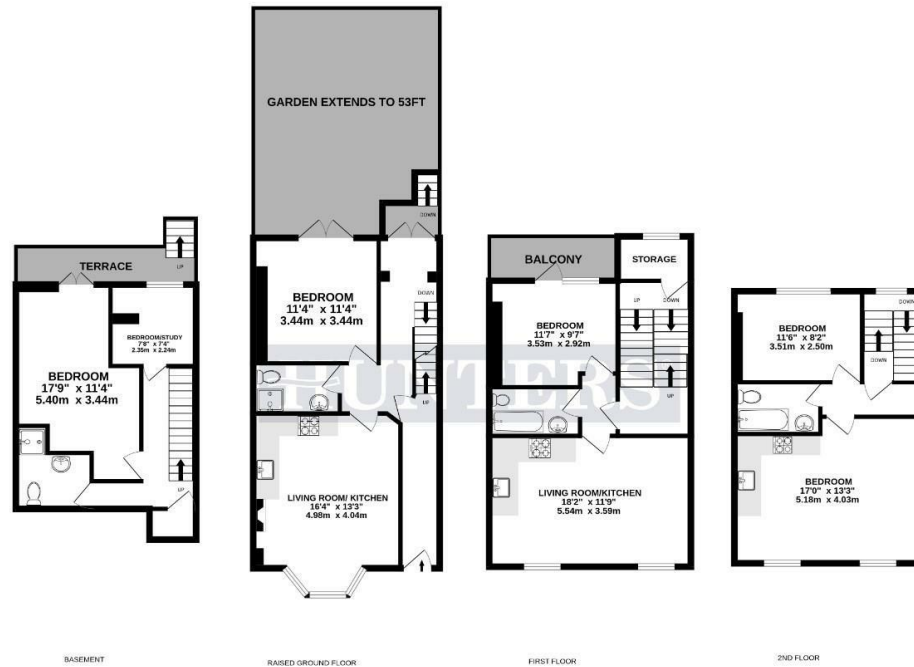 GARDEN EXTENDS TO 53FT
DOWN
TERRACE
UP
BEDROOM/STUDY
7'8" x 7'4"
2.35m x 2.24m
BEDROOM
17'9" x 11'4"
5.40m x 3.44m
UP
BASEMENT
BEDROOM
11'4" x 11'4"
3.44m x 3.44m
DOWN
UP
LIVING ROOM/ KITCHEN
16'4" x 13'3"
4.98m x 4.04m
RAISED GROUND FLOOR
BALCONY
STORAGE
UP
DOWN
BEDROOM
11'7" x 9'7"
3.53m x 2.92m
UP
LIVING ROOM/KITCHEN
18'2" x 11'9"
5.54m x 3.59m
FIRST FLOOR
DOWN
BEDROOM
11'6" x 8'2"
3.51m x 2.50m
DOWN
BEDROOM
17'0" x 13'3"
5.18m x 4.03m
2ND FLOOR
HUNTERS